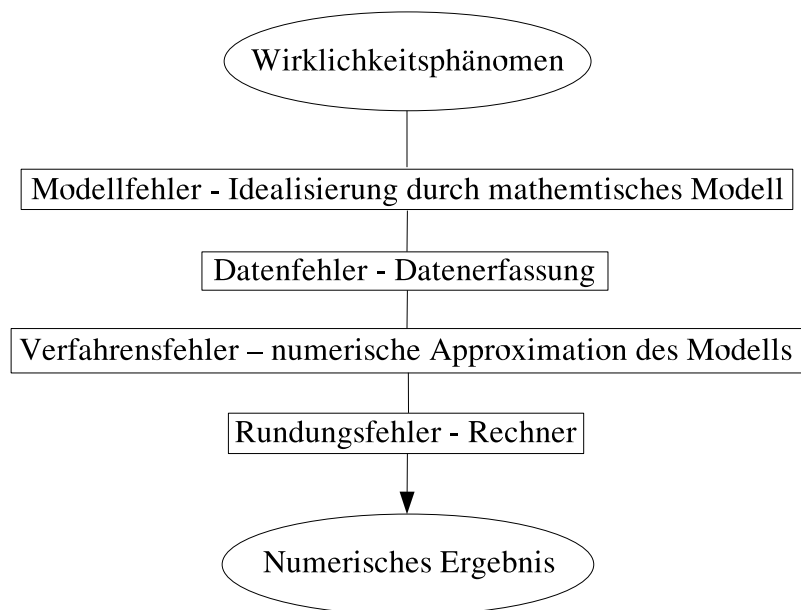 Wirklichkeitsphänomen
Modellfehler - Idealisierung durch mathemtisches Modell
Datenfehler - Datenerfassung
Verfahrensfehler – numerische Approximation des Modells
Rundungsfehler - Rechner
Numerisches Ergebnis